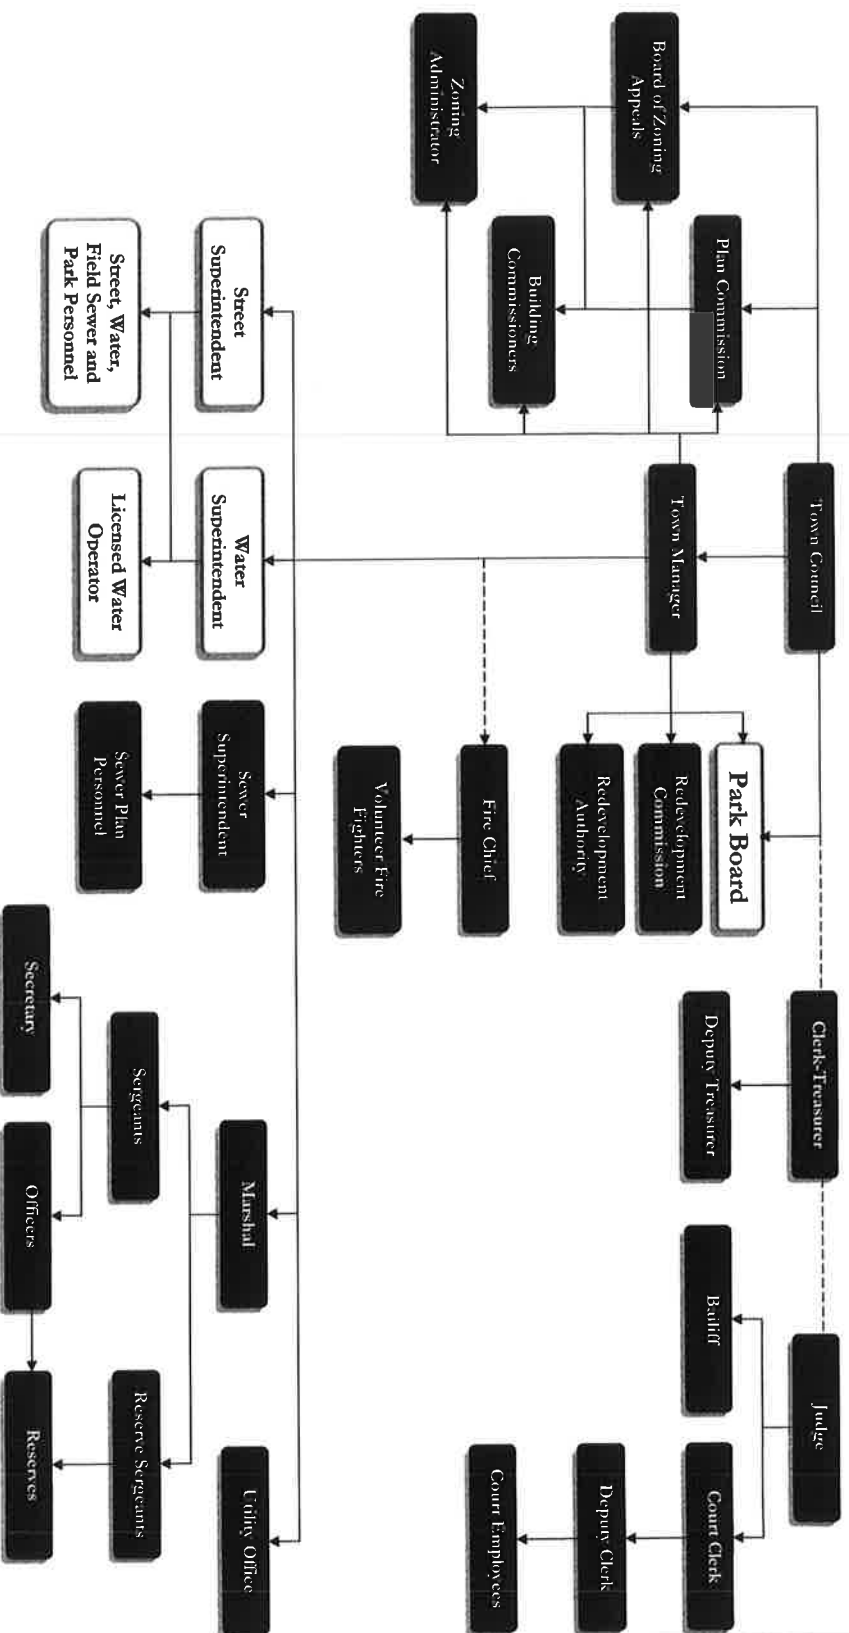 Town Council
Clerk-Treasurer
Judge
Plan Commission
Board of Zoning
Appeals
Building
Commissioners
Zoning
Administrator
Town Manager
Park Board
Redevelopment
Commission
Redevelopment
Authority
Deputy Treasurer
Bailiff
Court Clerk
Deputy Clerk
Court Employees
Fire Chief
Volunteer Fire
Fighters
Street
Superintendent
Water
Superintendent
Sewer
Superintendent
Marshal
Utility Office
Street, Water,
Field Sewer and
Park Personnel
Licensed Water
Operator
Sewer Plan
Personnel
Sergeants
Reserve Sergeants
Secretary
Officers
Reserves